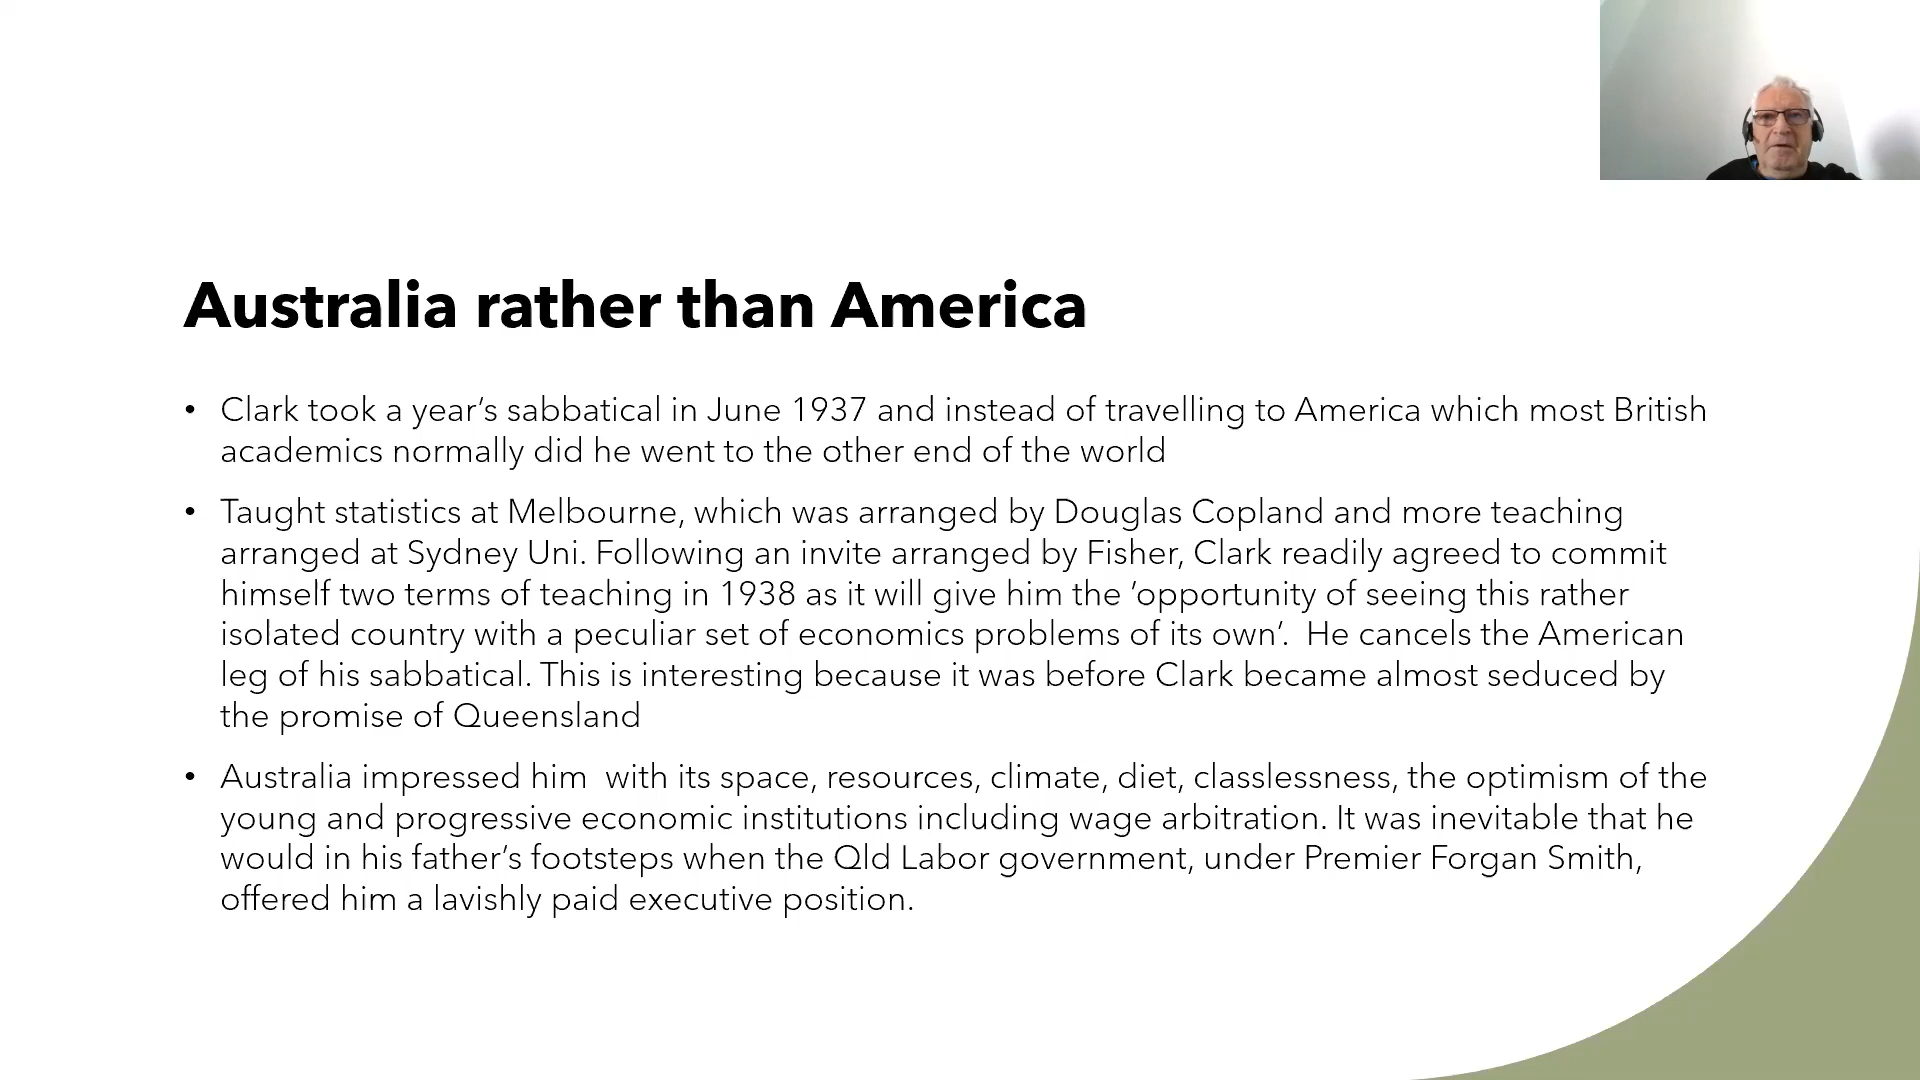 Australia rather than America
• Clark took a year’s sabbatical in June 1937 and instead of travelling to America which most British
academics normally did he went to the other end of the world
• Taught statistics at Melbourne, which was arranged by Douglas Copland and more teaching
arranged at Sydney Uni. Following an invite arranged by Fisher, Clark readily agreed to commit
himself two terms of teaching in 1938 as it will give him the ‘opportunity of seeing this rather
isolated country with a peculiar set of economics problems of its own’.  He cancels the American
leg of his sabbatical. This is interesting because it was before Clark became almost seduced by
the promise of Queensland
• Australia impressed him  with its space, resources, climate, diet, classlessness, the optimism of the
young and progressive economic institutions including wage arbitration. It was inevitable that he
would in his father’s footsteps when the Qld Labor government, under Premier Forgan Smith,
offered him a lavishly paid executive position.